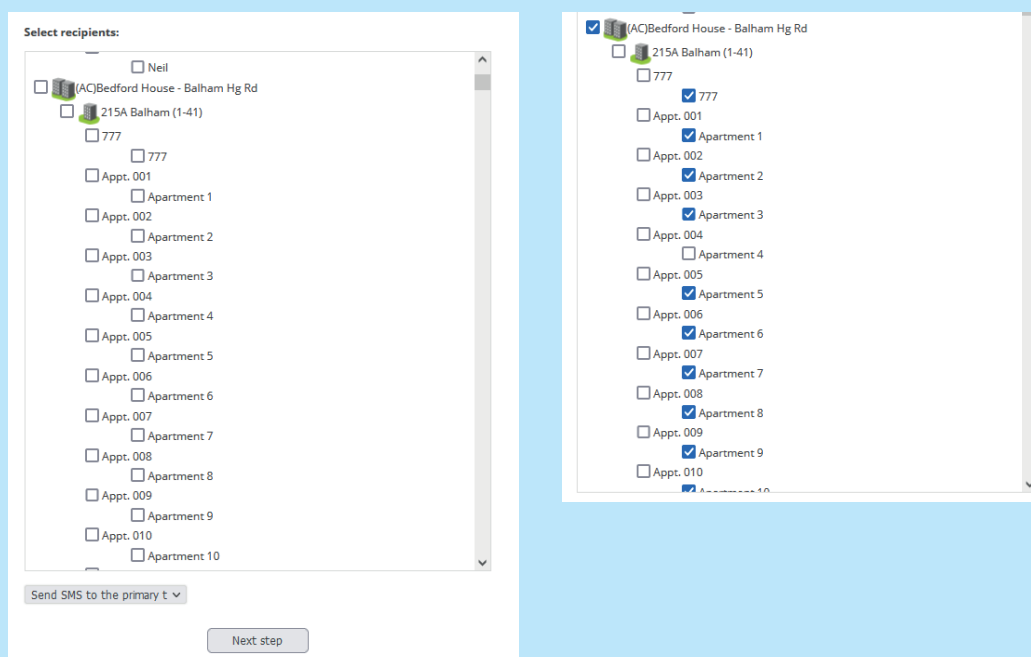 Select recipients:
Neil
(AC)Bedford House - Balham Hg Rd
215A Balham (1-41)
777
777
Appt. 001
Apartment 1
Appt. 002
Apartment 2
Appt. 003
Apartment 3
Appt. 004
Apartment 4
Appt. 005
Apartment 5
Appt. 006
Apartment 6
Appt. 007
Apartment 7
Appt. 008
Apartment 8
Appt. 009
Apartment 9
Appt. 010
Apartment 10
Send SMS to the primary t
Next step
(AC)Bedford House - Balham Hg Rd
215A Balham (1-41)
777
777
Appt. 001
Apartment 1
Appt. 002
Apartment 2
Appt. 003
Apartment 3
Appt. 004
Apartment 4
Appt. 005
Apartment 5
Appt. 006
Apartment 6
Appt. 007
Apartment 7
Appt. 008
Apartment 8
Appt. 009
Apartment 9
Appt. 010
Apartment 10